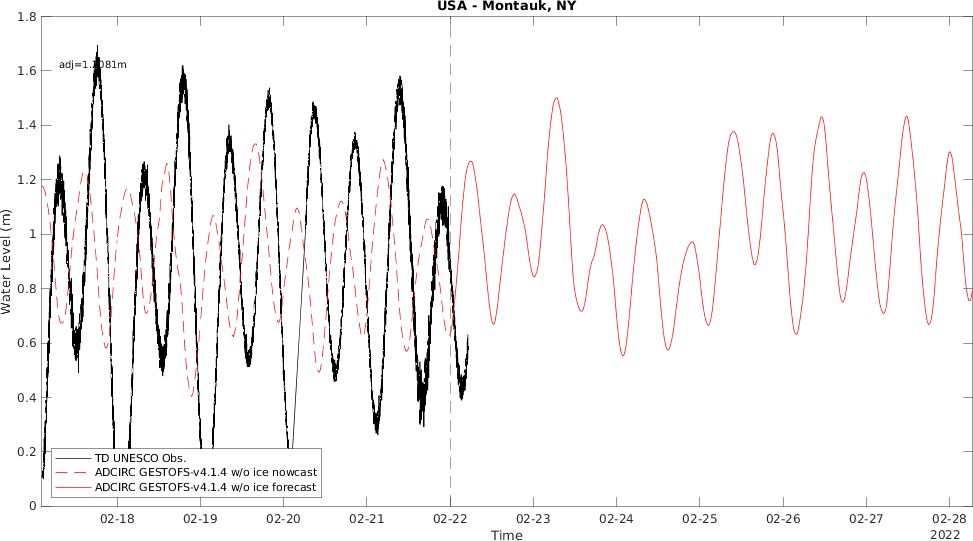 USA - Montauk, NY
1.8
1.6
1.4
1.2
1
0.8
0.6
0.4
0.2
0
Water Level (m)
TD UNESCO Obs.
ADCIRC GESTOFS-v4.1.4 w/o ice nowcast
ADCIRC GESTOFS-v4.1.4 w/o ice forecast
02-18 02-19 02-20 02-21 02-22 02-23 02-24 02-25 02-26 02-27 02-28
2022
Time